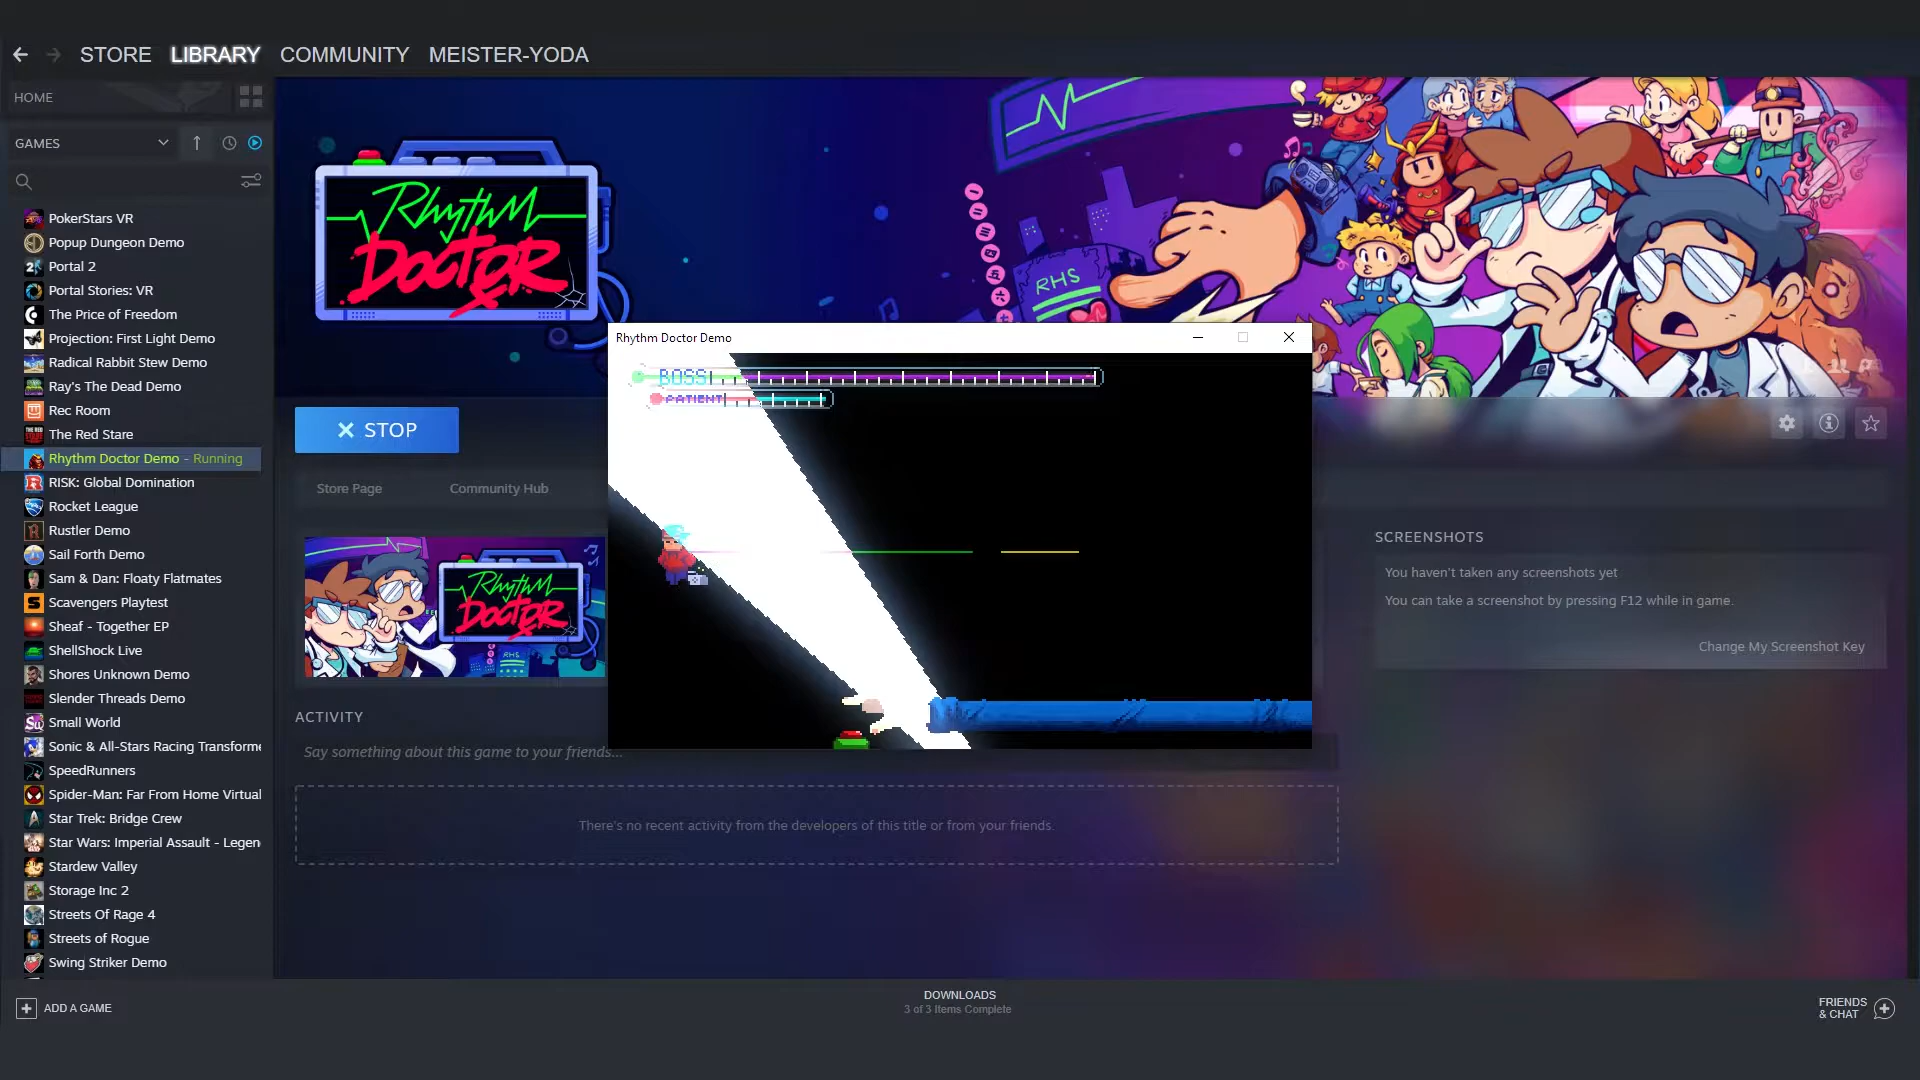 STORE LIBRARY COMMUNITY MEISTER-YODA
HOME
GAMES
PokerStars VR
Popup Dungeon Demo
Portal 2
Portal Stories: VR
The Price of Freedom
Projection: First Light Demo
Radical Rabbit Stew Demo
Ray's The Dead Demo
Rec Room
The Red Stare
Rhythm Doctor Demo - Running
RISK: Global Domination
Rocket League
Rustler Demo
Sail Forth Demo
Sam & Dan: Floaty Flatmates
Scavengers Playtest
Sheaf - Together EP
ShellShock Live
Shores Unknown Demo
Slender Threads Demo
Small World
Sonic & All-Stars Racing Transforme
SpeedRunners
Spider-Man: Far From Home Virtual
Star Trek: Bridge Crew
Star Wars: Imperial Assault - Legen
Stardew Valley
Storage Inc 2
Streets Of Rage 4
Streets of Rogue
Swing Striker Demo
ADD A GAME
RHYTHM
DOCTOR
RHS
STOP
Store Page
Community Hub
RHYTHM
DOCTOR
RHS
Rhythm Doctor Demo
BOSS
PATIENT
ACTIVITY
Say something about this game to your friends...
There's no recent activity from the developers of this title or from your friends.
SCREENSHOTS
You haven't taken any screenshots yet
You can take a screenshot by pressing F12 while in game.
Change My Screenshot Key
DOWNLOADS
3 of 3 Items Complete
FRIENDS
& CHAT